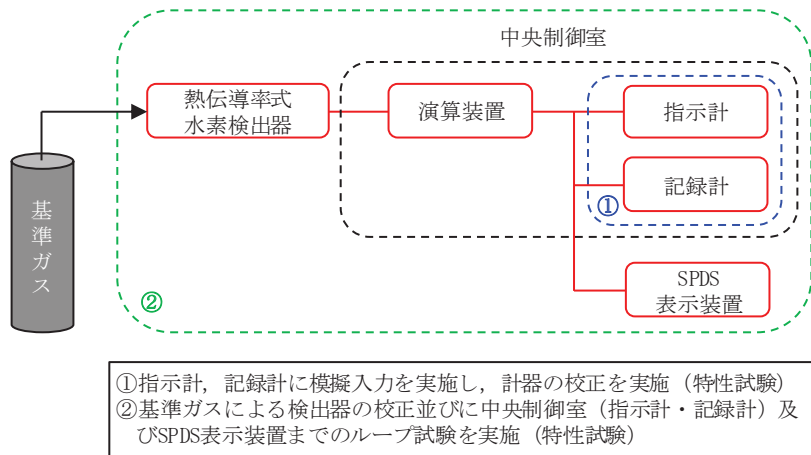 中央制御室
熱伝導率式
水素検出器
演算装置
指示計
記録計
①
基準ガス
SPDS
表示装置
②
①指示計，記録計に模擬入力を実施し，計器の校正を実施（特性試験）
②基準ガスによる検出器の校正並びに中央制御室（指示計・記録計）及
びSPDS表示装置までのループ試験を実施（特性試験）